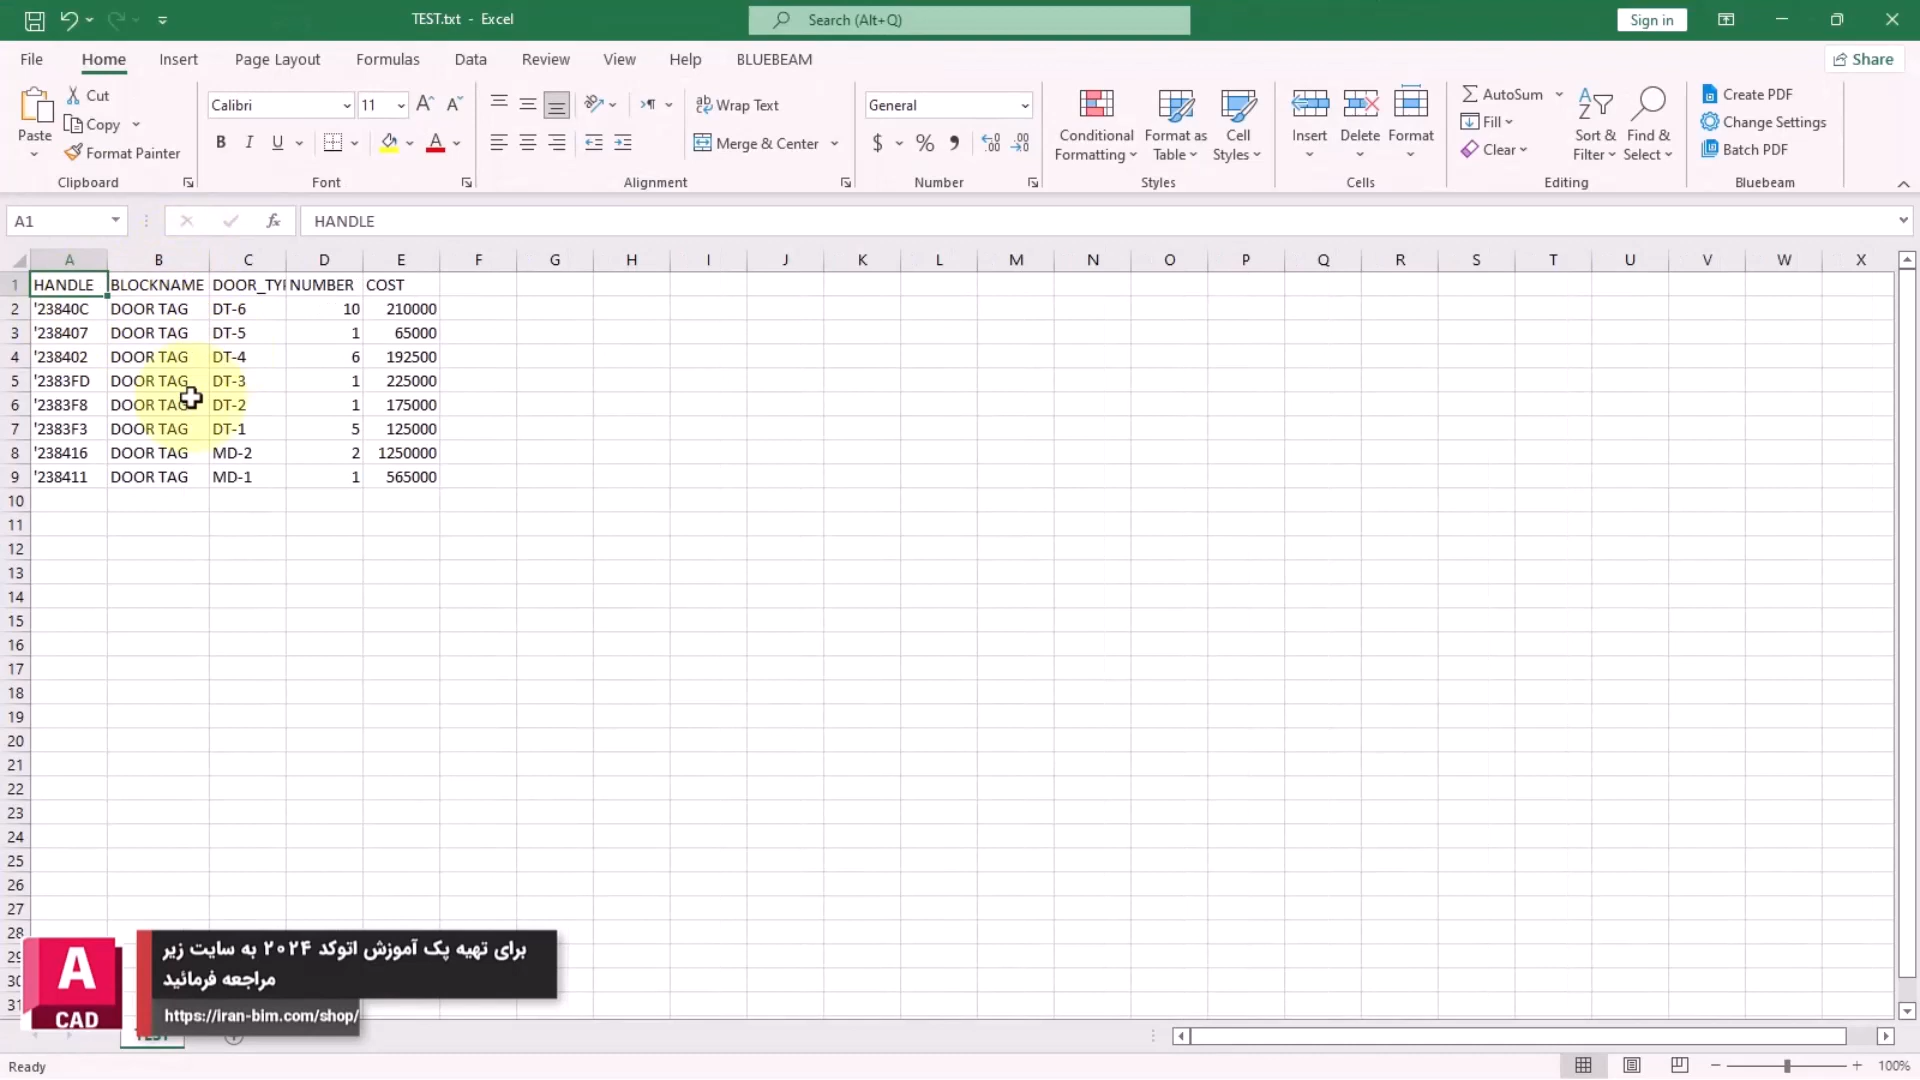 TEST.txt - Excel
Search (Alt+Q)
Sign in
File Home Insert Page Layout Formulas Data Review View Help BLUEBEAM
Share
Paste
Cut
Copy
Format Painter
Clipboard
Calibri 11
B I U
Font
Wrap Text
Merge & Center
Alignment
General
$ % ,
Number
Conditional Formatting
Format as Table
Cell Styles
Styles
Insert Delete Format
Cells
AutoSum
Fill
Clear
Sort & Filter
Find & Select
Editing
Create PDF
Change Settings
Batch PDF
Bluebeam
A1 fx HANDLE
A B C D E F G H I J K L M N O P Q R S T U V W X
1 HANDLE BLOCKNAME DOOR_TY NUMBER COST
2 '23840C DOOR TAG DT-6 10 210000
3 '238407 DOOR TAG DT-5 1 65000
4 '238402 DOOR TAG DT-4 6 192500
5 '2383FD DOOR TAG DT-3 1 225000
6 '2383F8 DOOR TAG DT-2 1 175000
7 '2383F3 DOOR TAG DT-1 5 125000
8 '238416 DOOR TAG MD-2 2 1250000
9 '238411 DOOR TAG MD-1 1 565000
10
11
12
13
14
15
16
17
18
19
20
21
22
23
24
25
26
27
28
29
30
31
A
CAD
برای تهیه پک آموزش اتوکد ۲۰۲۴ به سایت زیر
مراجعه فرمائید
https://iran-bim.com/shop/
TEST
Ready
100%